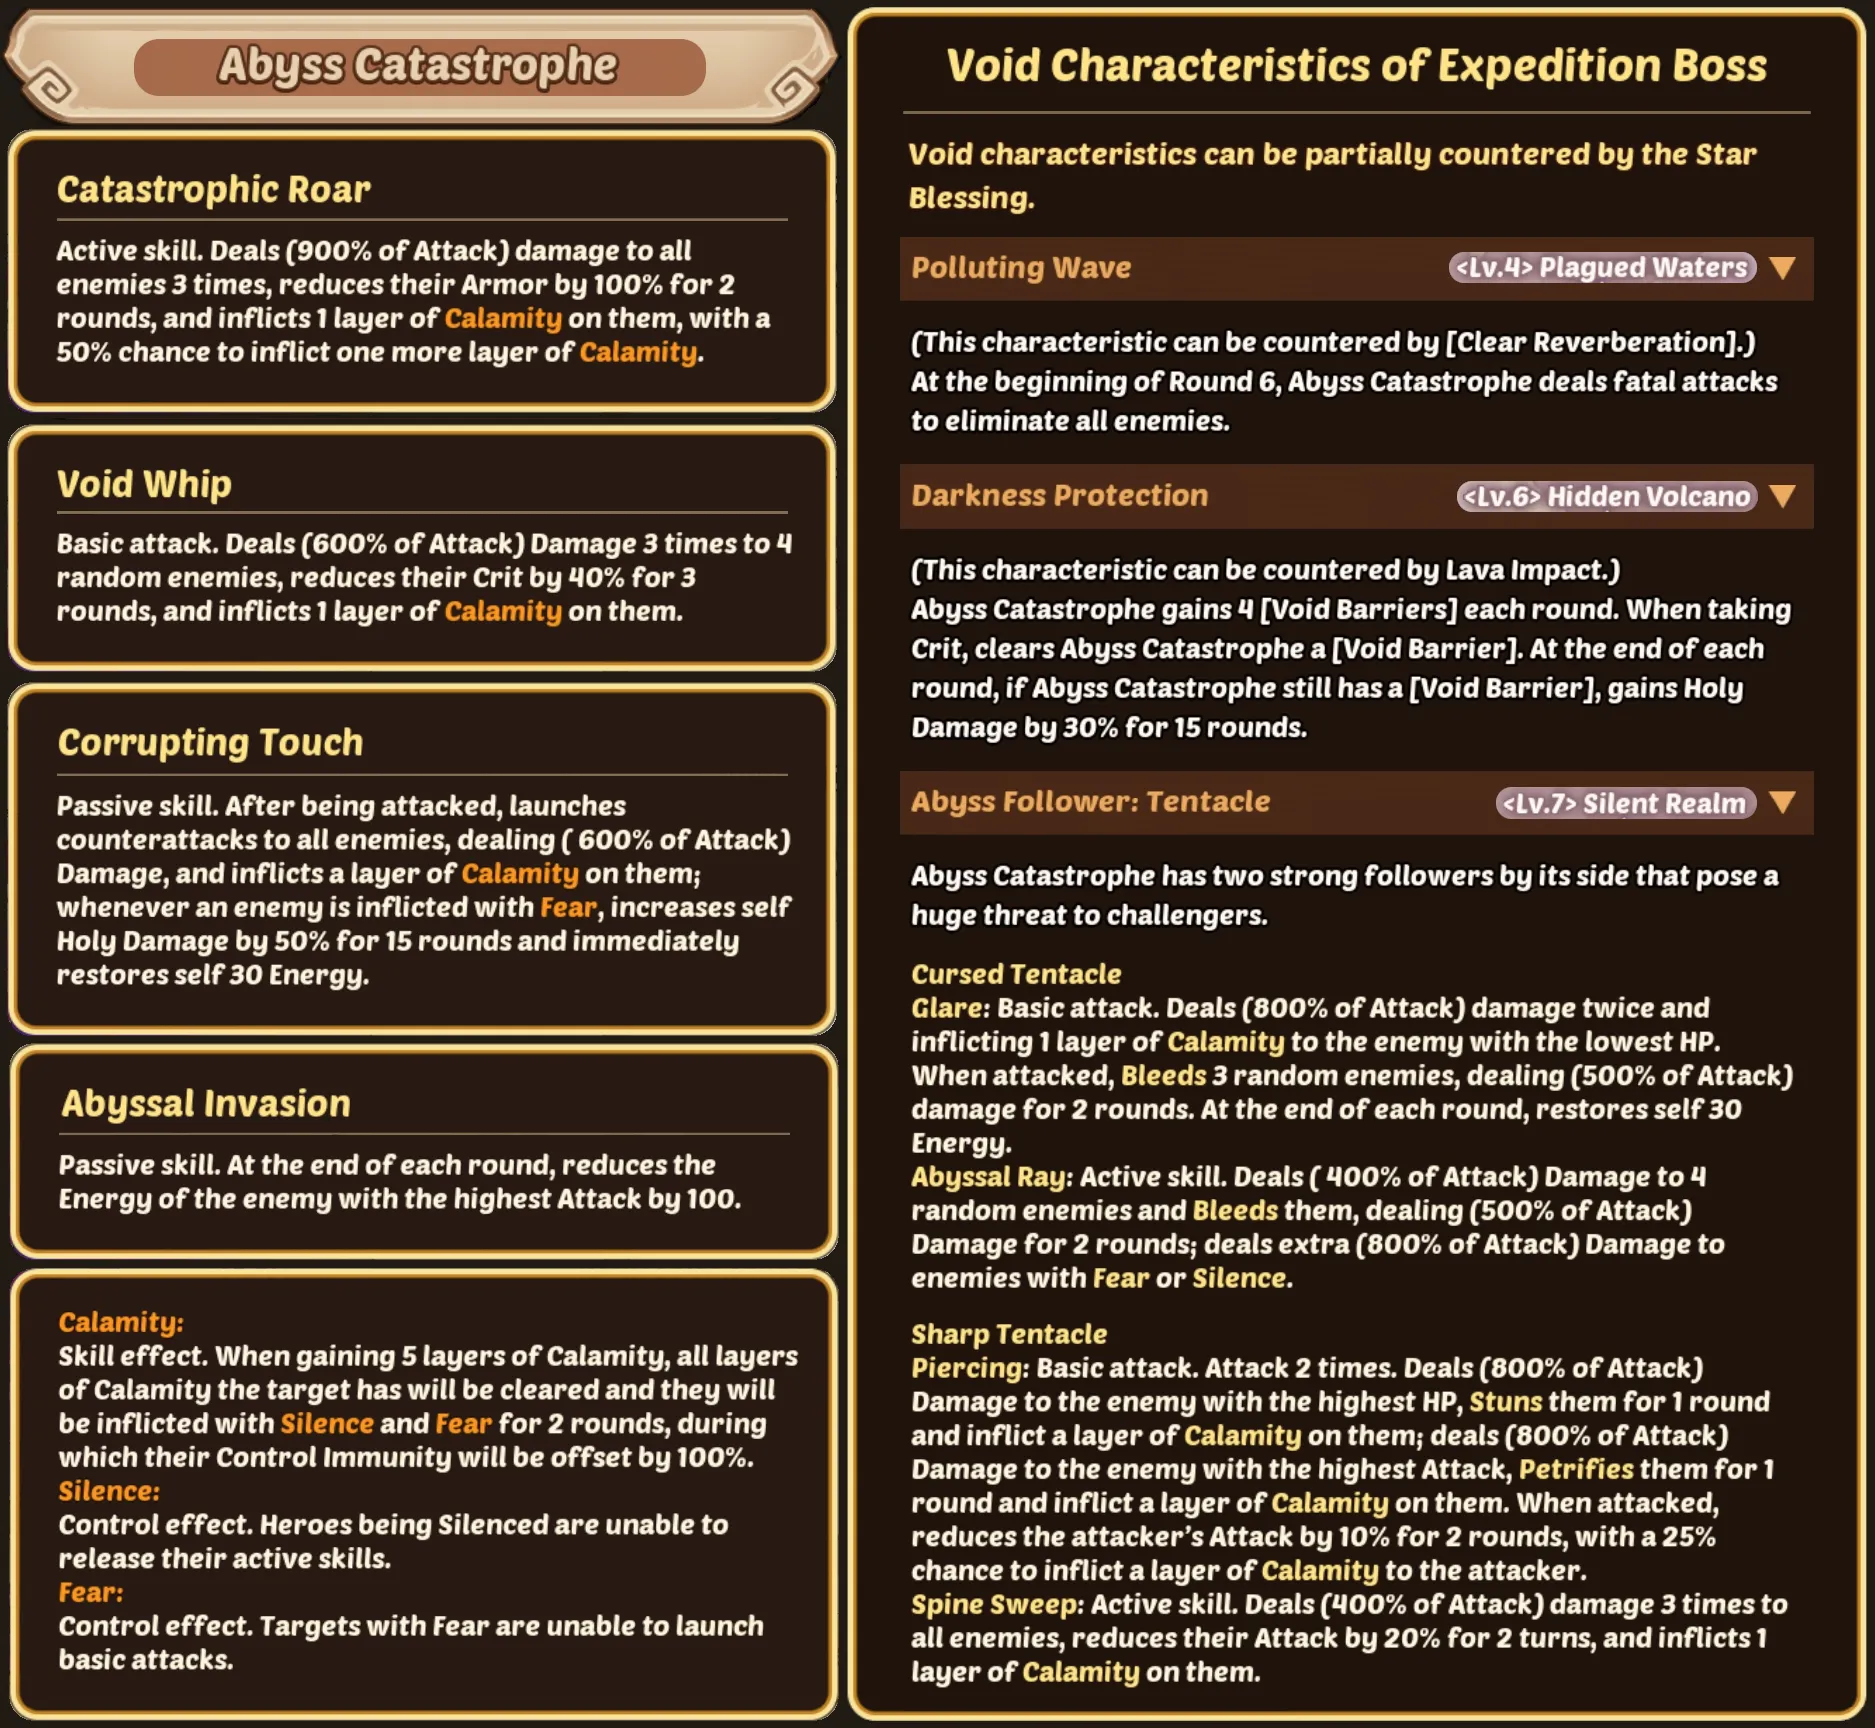 Abyss Catastrophe
Catastrophic Roar
Active skill. Deals (900% of Attack) damage to all
enemies 3 times, reduces their Armor by 100% for 2
rounds, and inflicts 1 layer of Calamity on them, with a
50% chance to inflict one more layer of Calamity.
Void Whip
Basic attack. Deals (600% of Attack) Damage 3 times to 4
random enemies, reduces their Crit by 40% for 3
rounds, and inflicts 1 layer of Calamity on them.
Corrupting Touch
Passive skill. After being attacked, launches
counterattacks to all enemies, dealing ( 600% of Attack)
Damage, and inflicts a layer of Calamity on them;
whenever an enemy is inflicted with Fear, increases self
Holy Damage by 50% for 15 rounds and immediately
restores self 30 Energy.
Abyssal Invasion
Passive skill. At the end of each round, reduces the
Energy of the enemy with the highest Attack by 100.
Calamity:
Skill effect. When gaining 5 layers of Calamity, all layers
of Calamity the target has will be cleared and they will
be inflicted with Silence and Fear for 2 rounds, during
which their Control Immunity will be offset by 100%.
Silence:
Control effect. Heroes being Silenced are unable to
release their active skills.
Fear:
Control effect. Targets with Fear are unable to launch
basic attacks.
Void Characteristics of Expedition Boss
Void characteristics can be partially countered by the Star
Blessing.
Polluting Wave <Lv.4> Plagued Waters ▼
(This characteristic can be countered by [Clear Reverberation].)
At the beginning of Round 6, Abyss Catastrophe deals fatal attacks
to eliminate all enemies.
Darkness Protection <Lv.6> Hidden Volcano ▼
(This characteristic can be countered by Lava Impact.)
Abyss Catastrophe gains 4 [Void Barriers] each round. When taking
Crit, clears Abyss Catastrophe a [Void Barrier]. At the end of each
round, if Abyss Catastrophe still has a [Void Barrier], gains Holy
Damage by 30% for 15 rounds.
Abyss Follower: Tentacle <Lv.7> Silent Realm ▼
Abyss Catastrophe has two strong followers by its side that pose a
huge threat to challengers.
Cursed Tentacle
Glare: Basic attack. Deals (800% of Attack) damage twice and
inflicting 1 layer of Calamity to the enemy with the lowest HP.
When attacked, Bleeds 3 random enemies, dealing (500% of Attack)
damage for 2 rounds. At the end of each round, restores self 30
Energy.
Abyssal Ray: Active skill. Deals ( 400% of Attack) Damage to 4
random enemies and Bleeds them, dealing (500% of Attack)
Damage for 2 rounds; deals extra (800% of Attack) Damage to
enemies with Fear or Silence.
Sharp Tentacle
Piercing: Basic attack. Attack 2 times. Deals (800% of Attack)
Damage to the enemy with the highest HP, Stuns them for 1 round
and inflict a layer of Calamity on them; deals (800% of Attack)
Damage to the enemy with the highest Attack, Petrifies them for 1
round and inflict a layer of Calamity on them. When attacked,
reduces the attacker's Attack by 10% for 2 rounds, with a 25%
chance to inflict a layer of Calamity to the attacker.
Spine Sweep: Active skill. Deals (400% of Attack) damage 3 times to
all enemies, reduces their Attack by 20% for 2 turns, and inflicts 1
layer of Calamity on them.